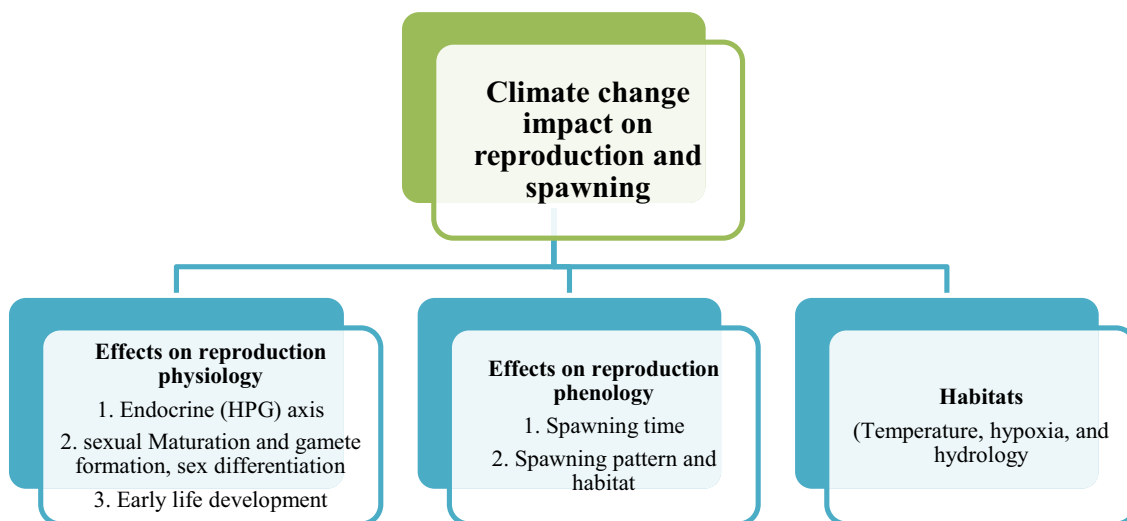 Climate change
impact on
reproduction and
spawning
Effects on reproduction
physiology
1. Endocrine (HPG) axis
2. sexual Maturation and gamete
formation, sex differentiation
3. Early life development
Effects on reproduction
phenology
1. Spawning time
2. Spawning pattern and
habitat
Habitats
(Temperature, hypoxia, and
hydrology